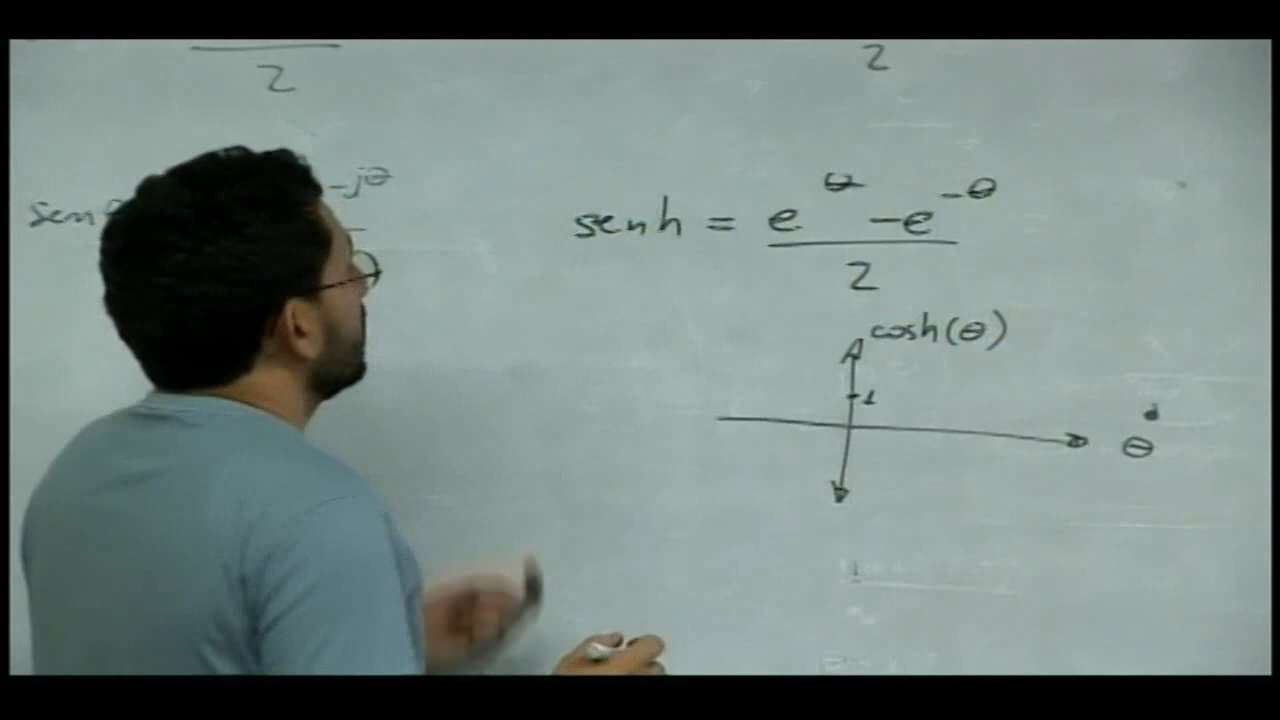 2
2
sen -jθ
senh = e^θ - e^-θ
2
cosh(θ)
1
θ